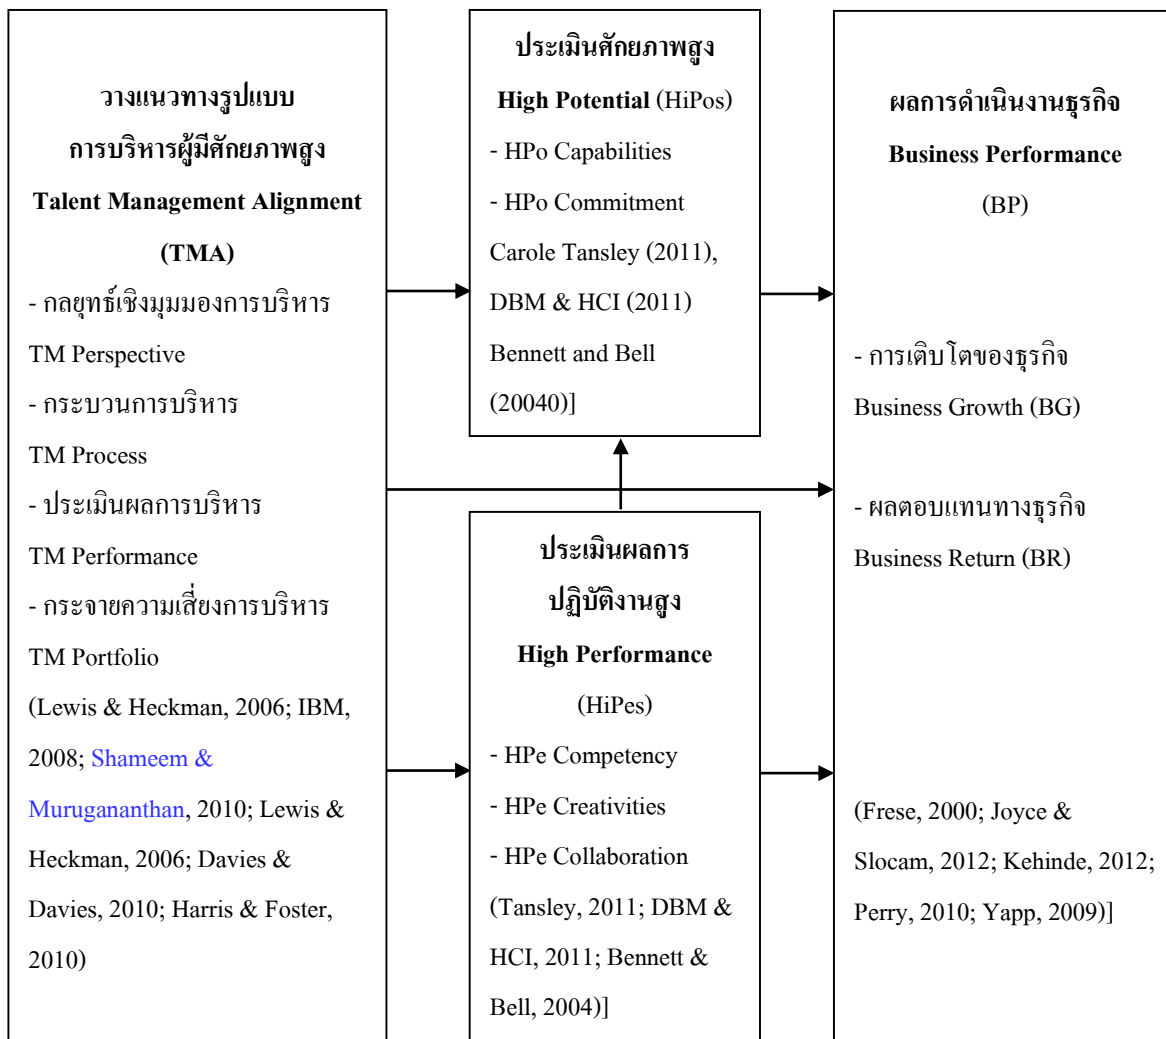 วางแนวทางรูปแบบ
การบริหารผู้มีศักยภาพสูง
Talent Management Alignment
(TMA)
- กลยุทธ์เชิงมุมมองการบริหาร
TM Perspective
- กระบวนการบริหาร
TM Process
- ประเมินผลการบริหาร
TM Performance
- กระจายความเสี่ยงการบริหาร
TM Portfolio
(Lewis & Heckman, 2006; IBM,
2008; Shameem &
Murugananthan, 2010; Lewis &
Heckman, 2006; Davies &
Davies, 2010; Harris & Foster,
2010)
ประเมินศักยภาพสูง
High Potential (HiPos)
- HPo Capabilities
- HPo Commitment
Carole Tansley (2011),
DBM & HCI (2011)
Bennett and Bell
(20040)]
ประเมินผลการ
ปฏิบัติงานสูง
High Performance
(HiPes)
- HPe Competency
- HPe Creativities
- HPe Collaboration
(Tansley, 2011; DBM &
HCI, 2011; Bennett &
Bell, 2004)]
ผลการดำเนินงานธุรกิจ
Business Performance
(BP)
- การเติบโตของธุรกิจ
Business Growth (BG)
- ผลตอบแทนทางธุรกิจ
Business Return (BR)
(Frese, 2000; Joyce &
Slocam, 2012; Kehinde, 2012;
Perry, 2010; Yapp, 2009)]